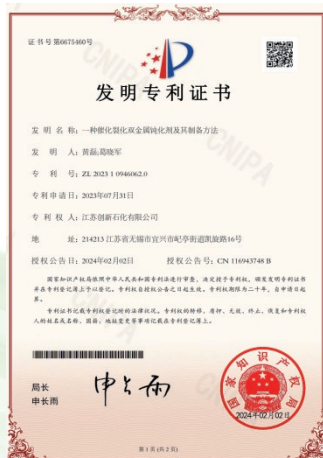 证书号第6675460号
发明专利证书
发明名称：一种催化裂化双金属钝化剂及其制备方法
发明人：黄磊;葛晓军
专利号：ZL 2023 1 0946062.0
专利申请日：2023年07月31日
专利权人：江苏创新石化有限公司
地址：214213 江苏省无锡市宜兴市屺亭街道凯旋路16号
授权公告日：2024年02月02日 授权公告号：CN 116943748 B
国家知识产权局依照中华人民共和国专利法进行审查，决定授予专利权，颁发发明专利证书
并在专利登记簿上予以登记。专利权自授权公告之日起生效。专利权期限为二十年，自申请日起
算。
专利证书记载专利权登记时的法律状况。专利权的转移、质押、无效、终止、恢复和专利权
人的姓名或名称、国籍、地址变更等事项记载在专利登记簿上。
局长
申长雨
申长雨
国家知识产权局
2024年02月02日
第 1 页 (共 2 页)
CNIPA
CNIPA
CNIPA